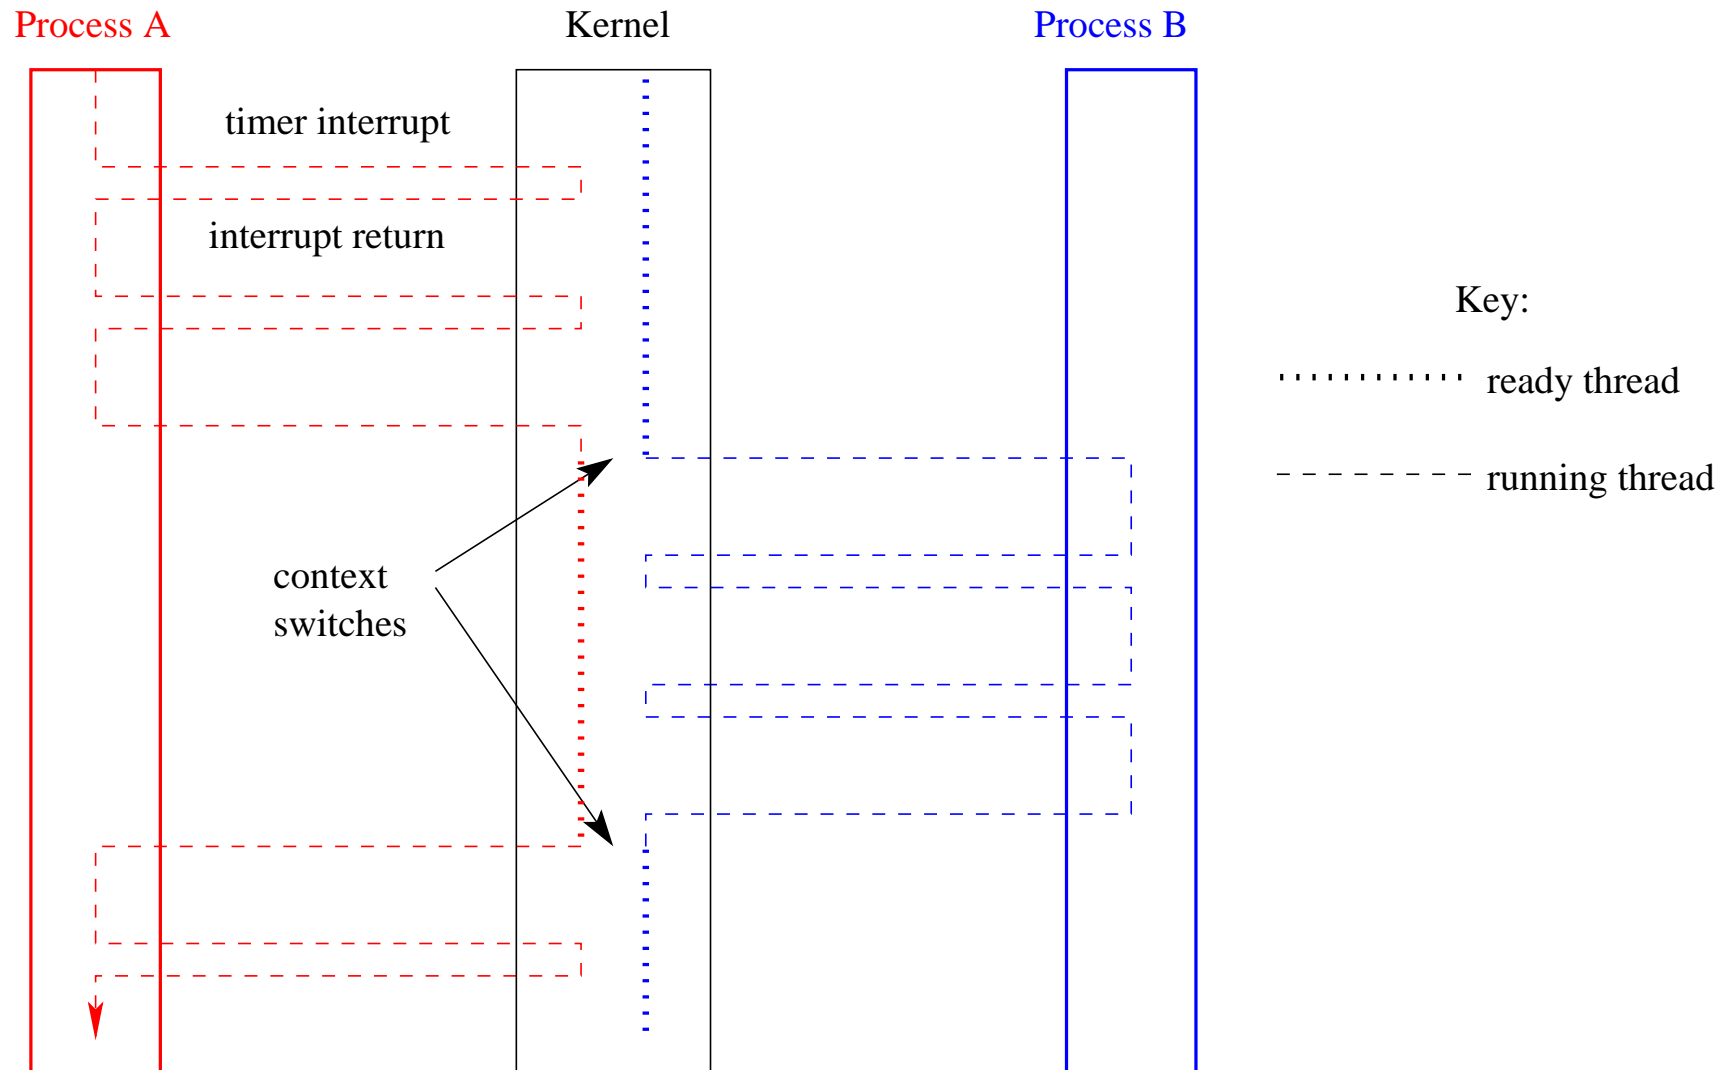 Process A
Kernel
Process B
timer interrupt
interrupt return
Key:
ready thread
running thread
context
switches